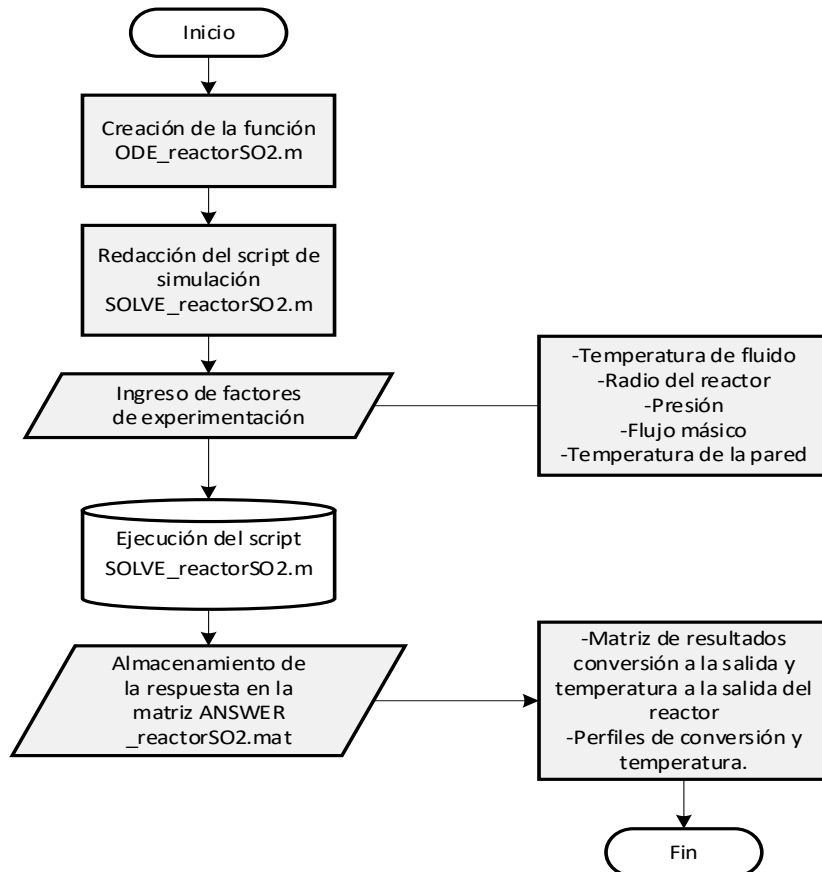 Inicio
Creación de la función
ODE_reactorSO2.m
Redacción del script de
simulación
SOLVE_reactorSO2.m
Ingreso de factores
de experimentación
-Temperatura de fluido
-Radio del reactor
-Presión
-Flujo másico
-Temperatura de la pared
Ejecución del script
SOLVE_reactorSO2.m
Almacenamiento de
la respuesta en la
matriz ANSWER
_reactorSO2.mat
-Matriz de resultados
conversión a la salida y
temperatura a la salida del
reactor
-Perfiles de conversión y
temperatura.
Fin